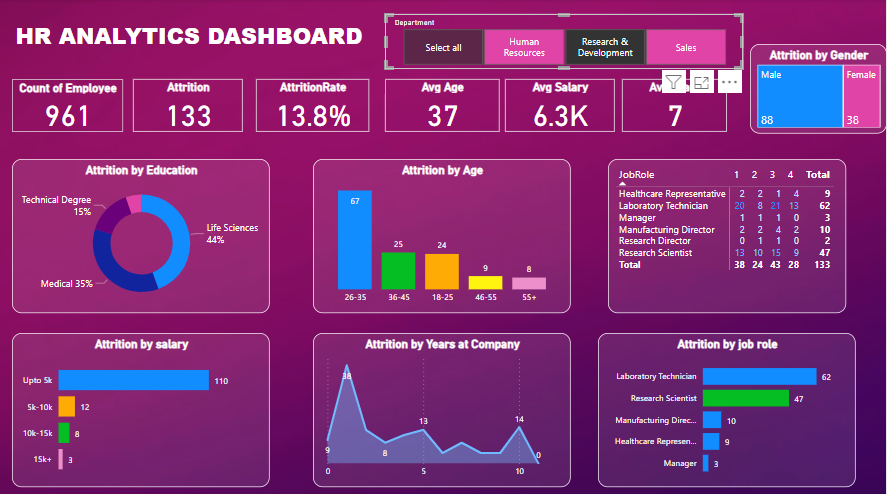 HR ANALYTICS DASHBOARD
Department
Select all
Human
Resources
Research &
Development
Sales
Attrition by Gender
Male
Female
88
38
Count of Employee
961
Attrition
133
AttritionRate
13.8%
Avg Age
37
Avg Salary
6.3K
7
Attrition by Education
Technical Degree
15%
Life Sciences
44%
Medical 35%
Attrition by Age
67
25
24
9
8
26-35 36-45 18-25 46-55 55+
JobRole 1 2 3 4 Total
Healthcare Representative 2 2 1 4 9
Laboratory Technician 20 8 21 13 62
Manager 1 1 1 0 3
Manufacturing Director 2 2 4 2 10
Research Director 0 1 1 0 2
Research Scientist 13 10 15 9 47
Total 38 24 43 28 133
Attrition by salary
Upto 5k 110
5k-10k 12
10k-15k 8
15k+ 3
Attrition by Years at Company
38
9
8
13
14
0
0 5 10
Attrition by job role
Laboratory Technician 62
Research Scientist 47
Manufacturing Direc... 10
Healthcare Represen... 9
Manager 3